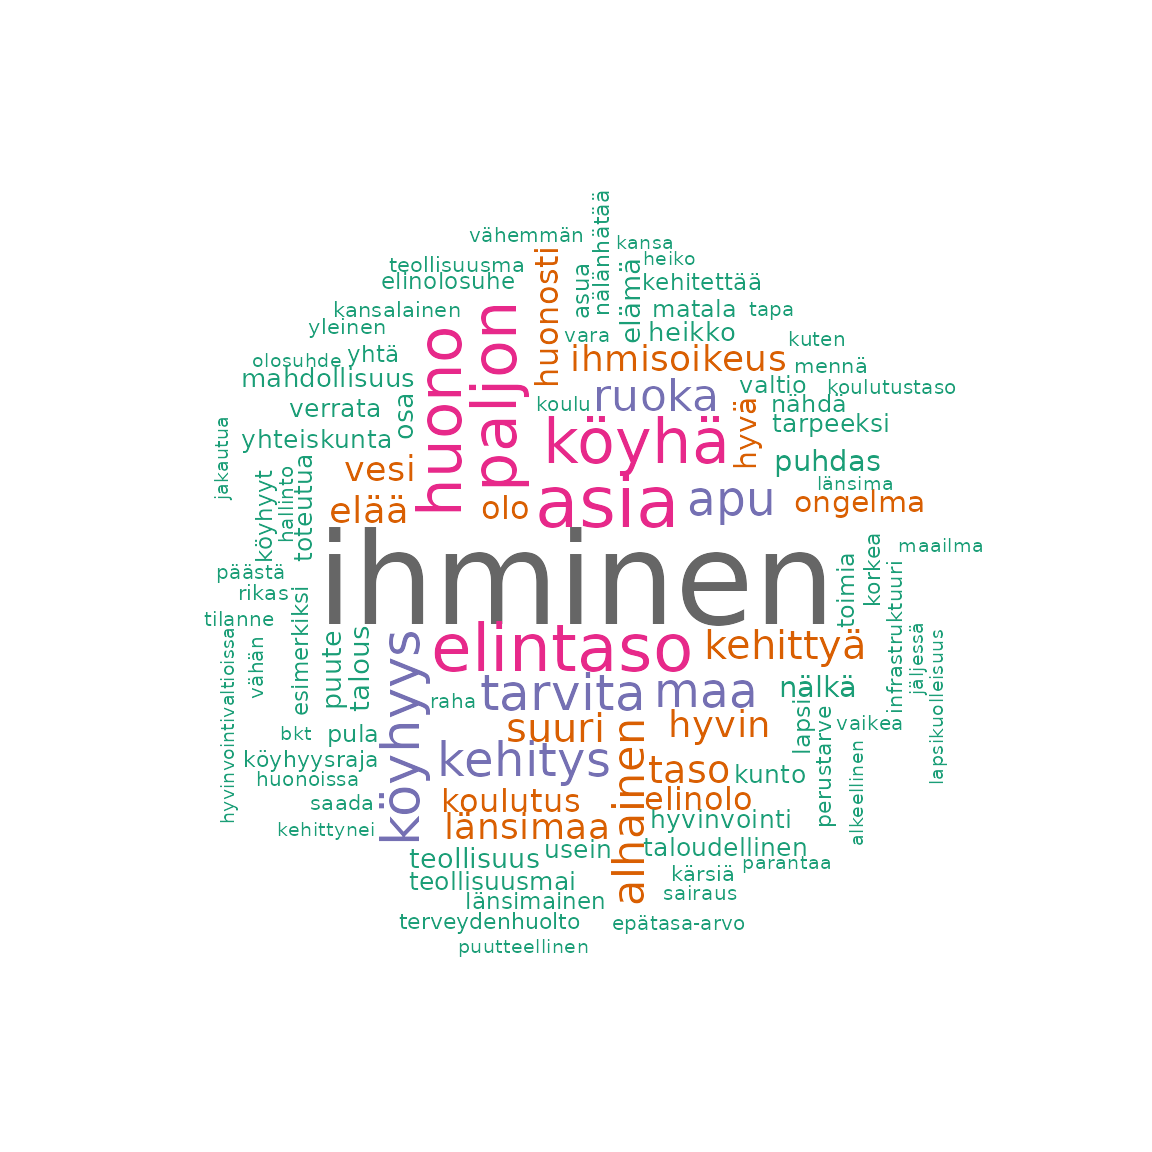 nälänhätää
vähemmän
kansa
huonosti
heiko
teollisuusma
asua
elämä
elinolosuhe
kehitettää
kansalainen
paljon
matala
tapa
yleinen
huono
vara
heikko
kuten
olosuhde
yhtä
ihmisoikeus
mennä
mahdollisuus
ruoka
valtio
koulutustaso
verrata
osa
koulu
hyvä
nähdä
jakautua
yhteiskunta
köyhä
tarpeeksi
köyhyyt
hallinto
toteutua
vesi
puhdas
länsima
elää
olo
asia
apu
ongelma
ihminen
toimia
korkea
maailma
päästä
rikas
esimerkiksi
infrastruktuuri
tilanne
hyvinvointivaltioissa
vähän
puute
talous
köyhyys
elintaso
kehittyä
jäljessä
lapsikuolleisuus
raha
tarvita
maa
nälkä
lapsi
bkt
pula
suuri
alhainen
hyvin
perustarve
vaikea
köyhyysraja
kehitys
taso
kunto
alkeellinen
huonoissa
saada
koulutus
elinolo
kehittynei
länsimaa
hyvinvointi
teollisuus
usein
taloudellinen
parantaa
teollisuusmai
kärsiä
sairaus
länsimainen
terveydenhuolto
epätasa-arvo
puutteellinen